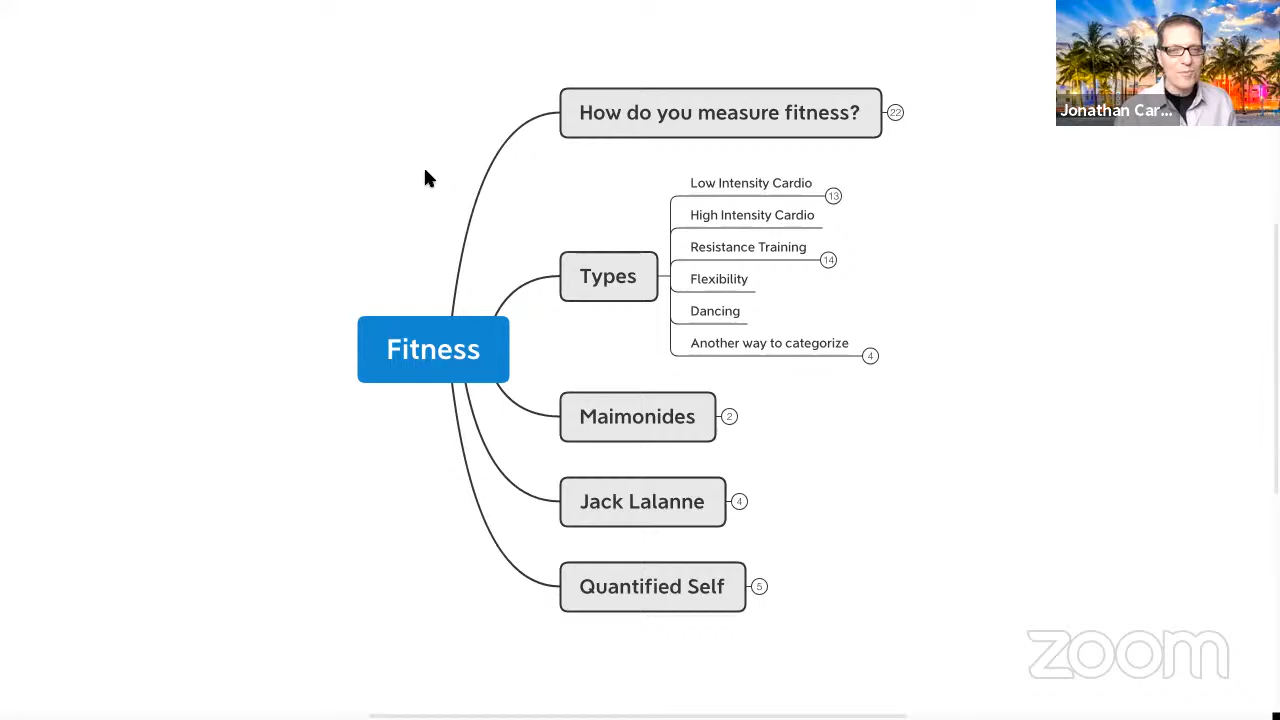 Jonathan Car...
How do you measure fitness?
22
Low Intensity Cardio
13
High Intensity Cardio
Resistance Training
14
Types
Flexibility
Dancing
Another way to categorize
4
Fitness
Maimonides
2
Jack Lalanne
4
Quantified Self
5
zoom